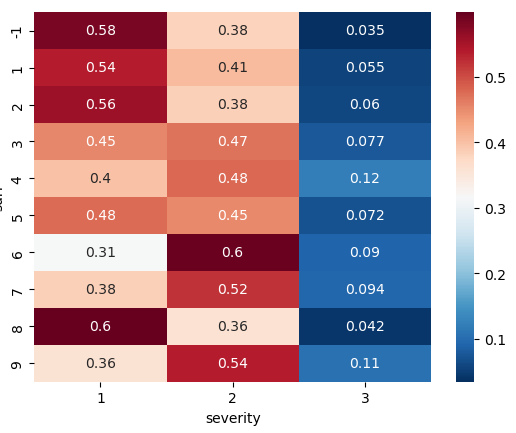 -1 0.58 0.38 0.035
1 0.54 0.41 0.055
2 0.56 0.38 0.06
3 0.45 0.47 0.077
4 0.4 0.48 0.12
5 0.48 0.45 0.072
6 0.31 0.6 0.09
7 0.38 0.52 0.094
8 0.6 0.36 0.042
9 0.36 0.54 0.11
1 2 3
severity
0.5
0.4
0.3
0.2
0.1